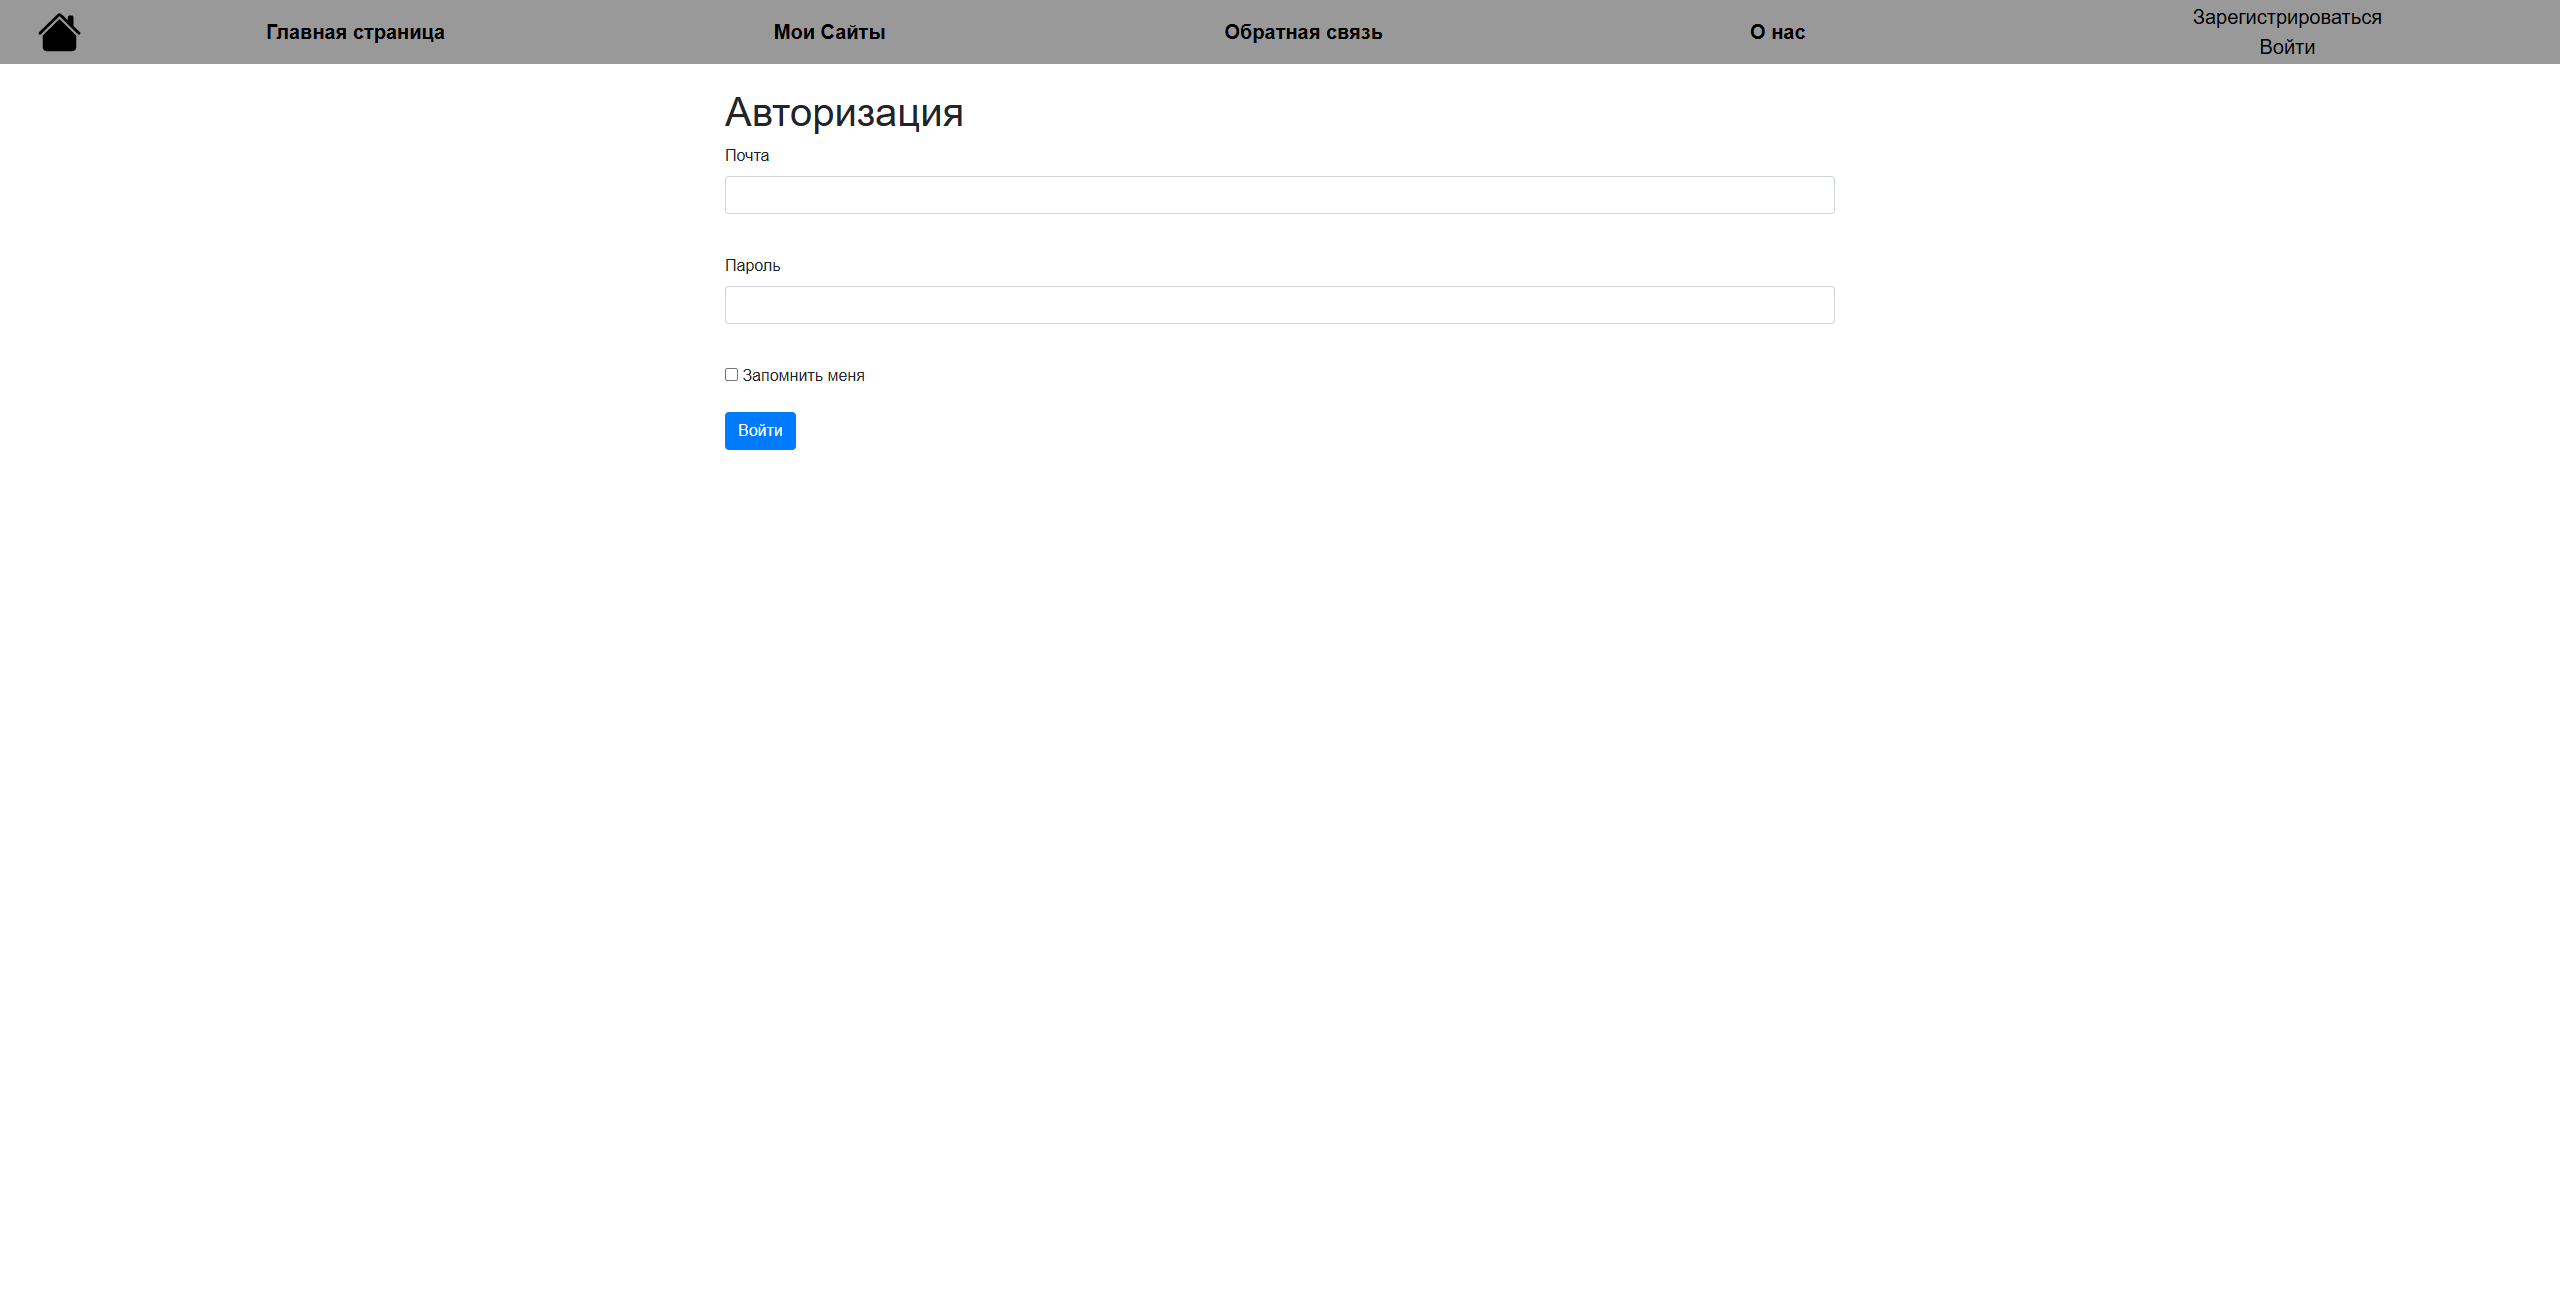 Главная страница
Мои Сайты
Обратная связь
О нас
Зарегистрироваться
Войти
Авторизация
Почта
Пароль
Запомнить меня
Войти